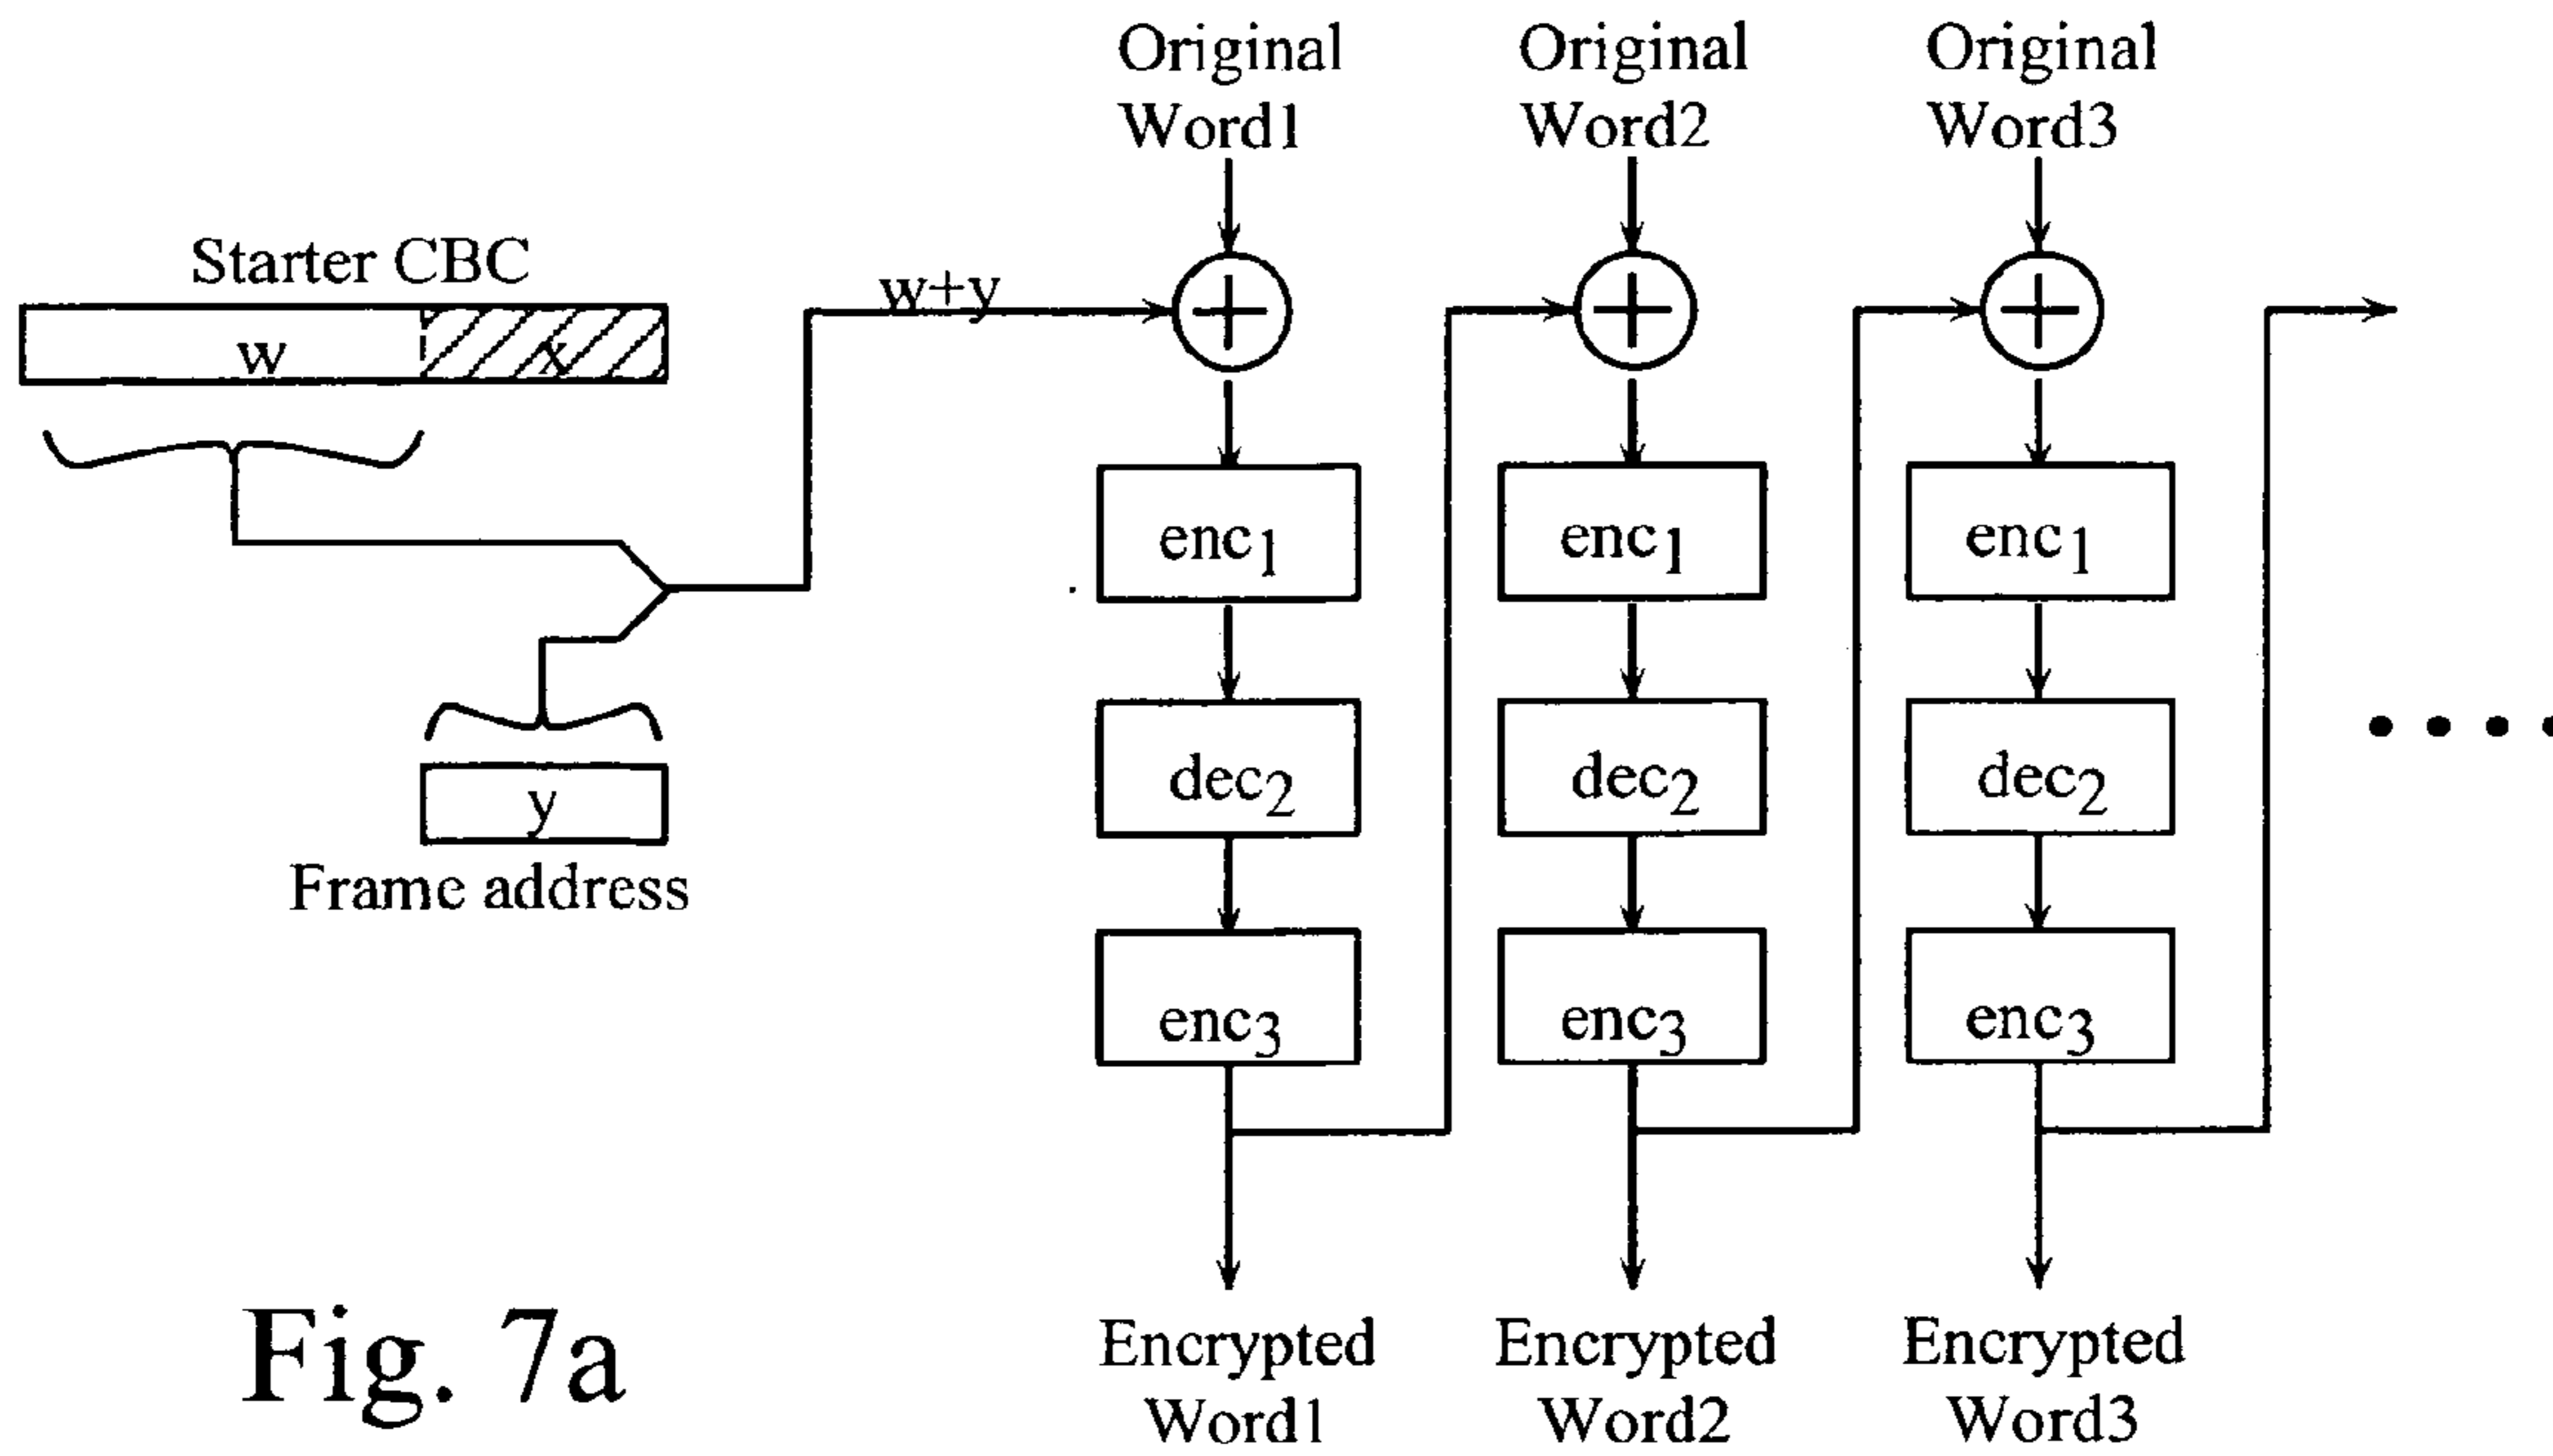 Original
Word1
Original
Word2
Original
Word3
Starter CBC
w
x
w+y
enc1
enc1
enc1
dec2
dec2
dec2
y
Frame address
enc3
enc3
enc3
Encrypted
Word1
Encrypted
Word2
Encrypted
Word3
Fig. 7a